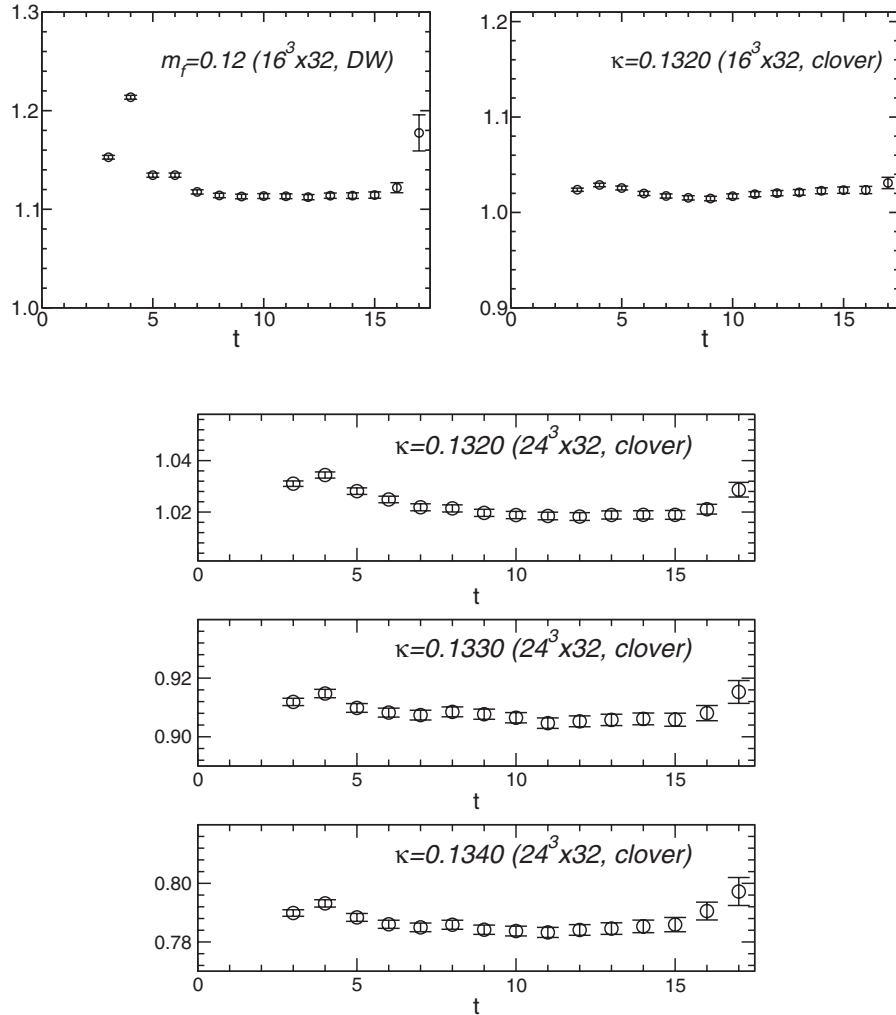 1.3
m_f=0.12 (16^3x32, DW)
1.2
1.1
1.0
0 5 10 15
t
1.2
κ=0.1320 (16^3x32, clover)
1.1
1.0
0.9
0 5 10 15
t
κ=0.1320 (24^3x32, clover)
1.04
1.02
0 5 10 15
t
κ=0.1330 (24^3x32, clover)
0.92
0.90
0 5 10 15
t
κ=0.1340 (24^3x32, clover)
0.80
0.78
0 5 10 15
t